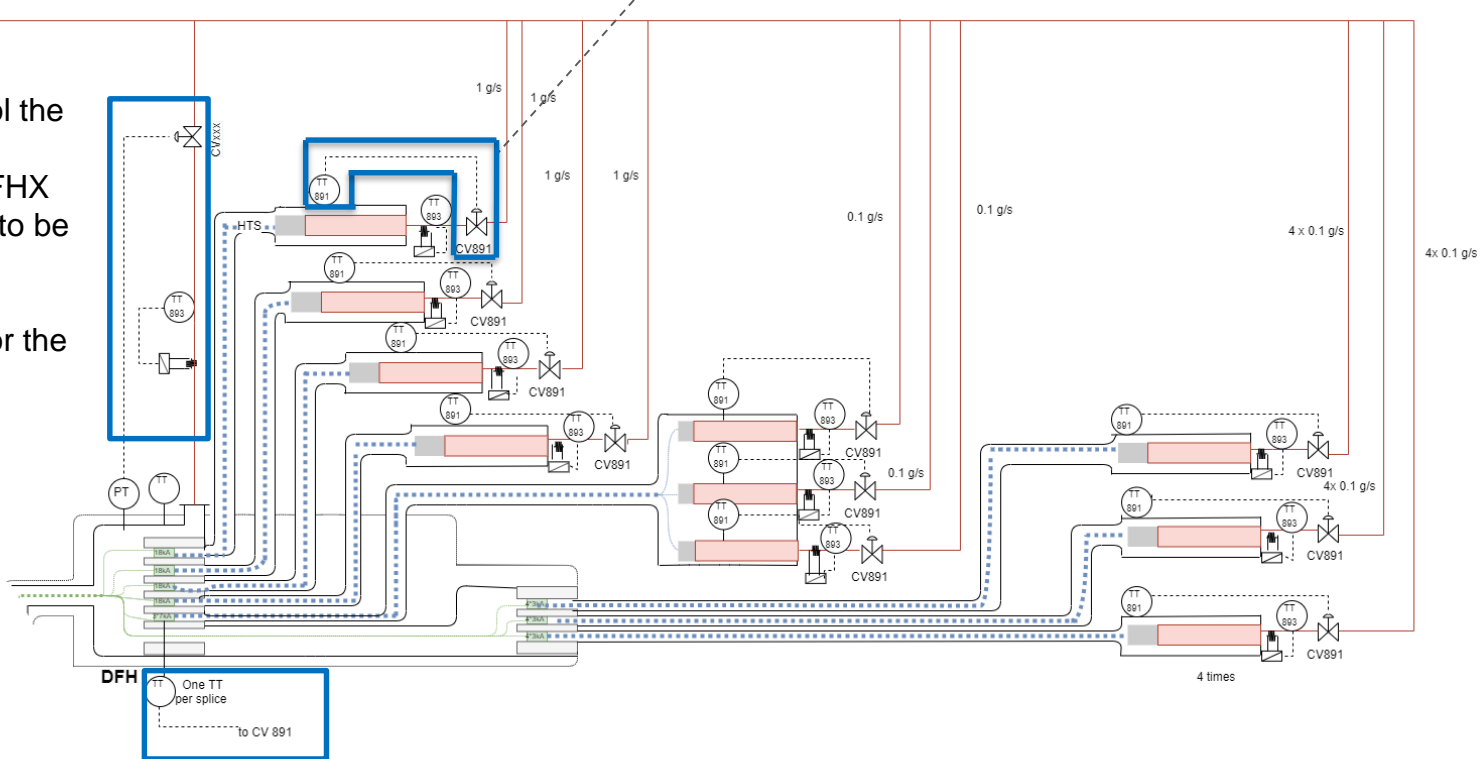 ol the
FHX
to be
or the
CVxxx
TT
893
PT
TT
1 g/s
1 g/s
1 g/s
1 g/s
0.1 g/s
0.1 g/s
4 x 0.1 g/s
4x 0.1 g/s
TT
891
HTS
TT
893
CV891
TT
891
TT
893
CV891
TT
891
TT
893
CV891
TT
891
TT
893
CV891
TT
891
TT
893
CV891
TT
891
TT
893
CV891
0.1 g/s
TT
891
TT
893
CV891
TT
891
TT
893
CV891
4x 0.1 g/s
TT
891
TT
893
CV891
TT
891
TT
893
CV891
4 times
18kA
18kA
18kA
18kA
DFH
TT
One TT
per splice
to CV 891